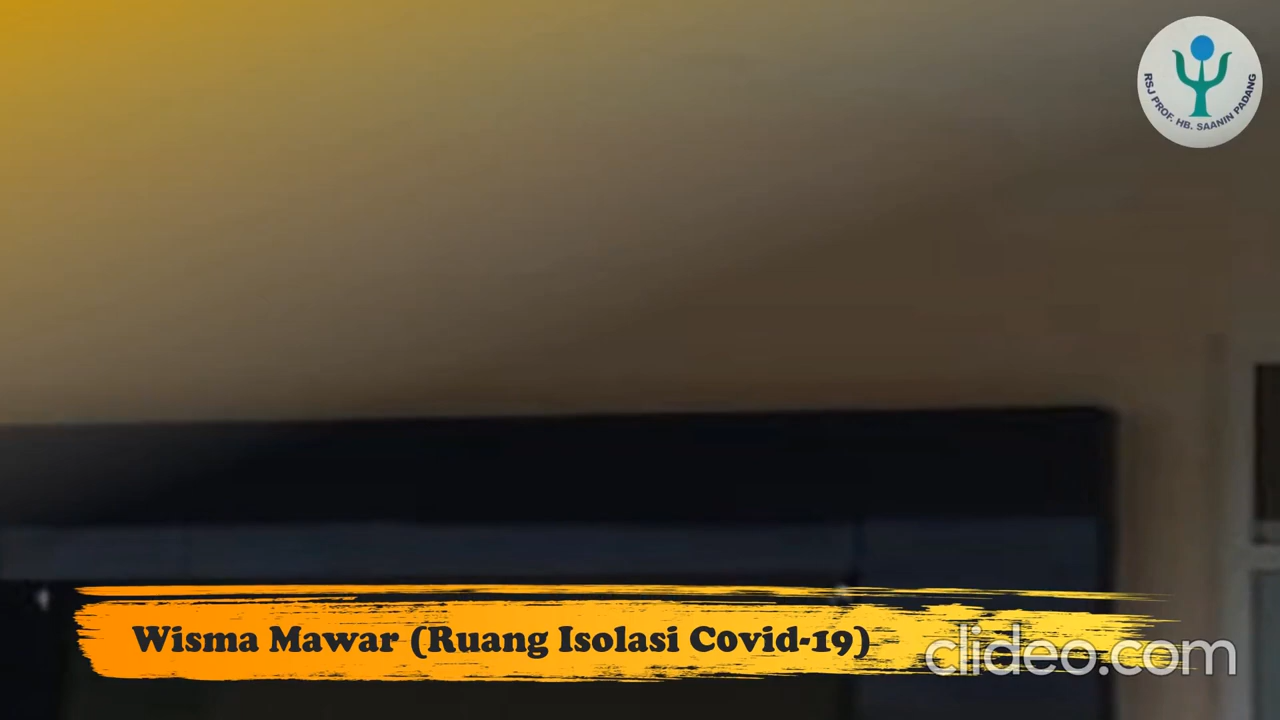 RSJ PROF. HB. SAANIN PADANG
Wisma Mawar (Ruang Isolasi Covid-19)
clideo.com